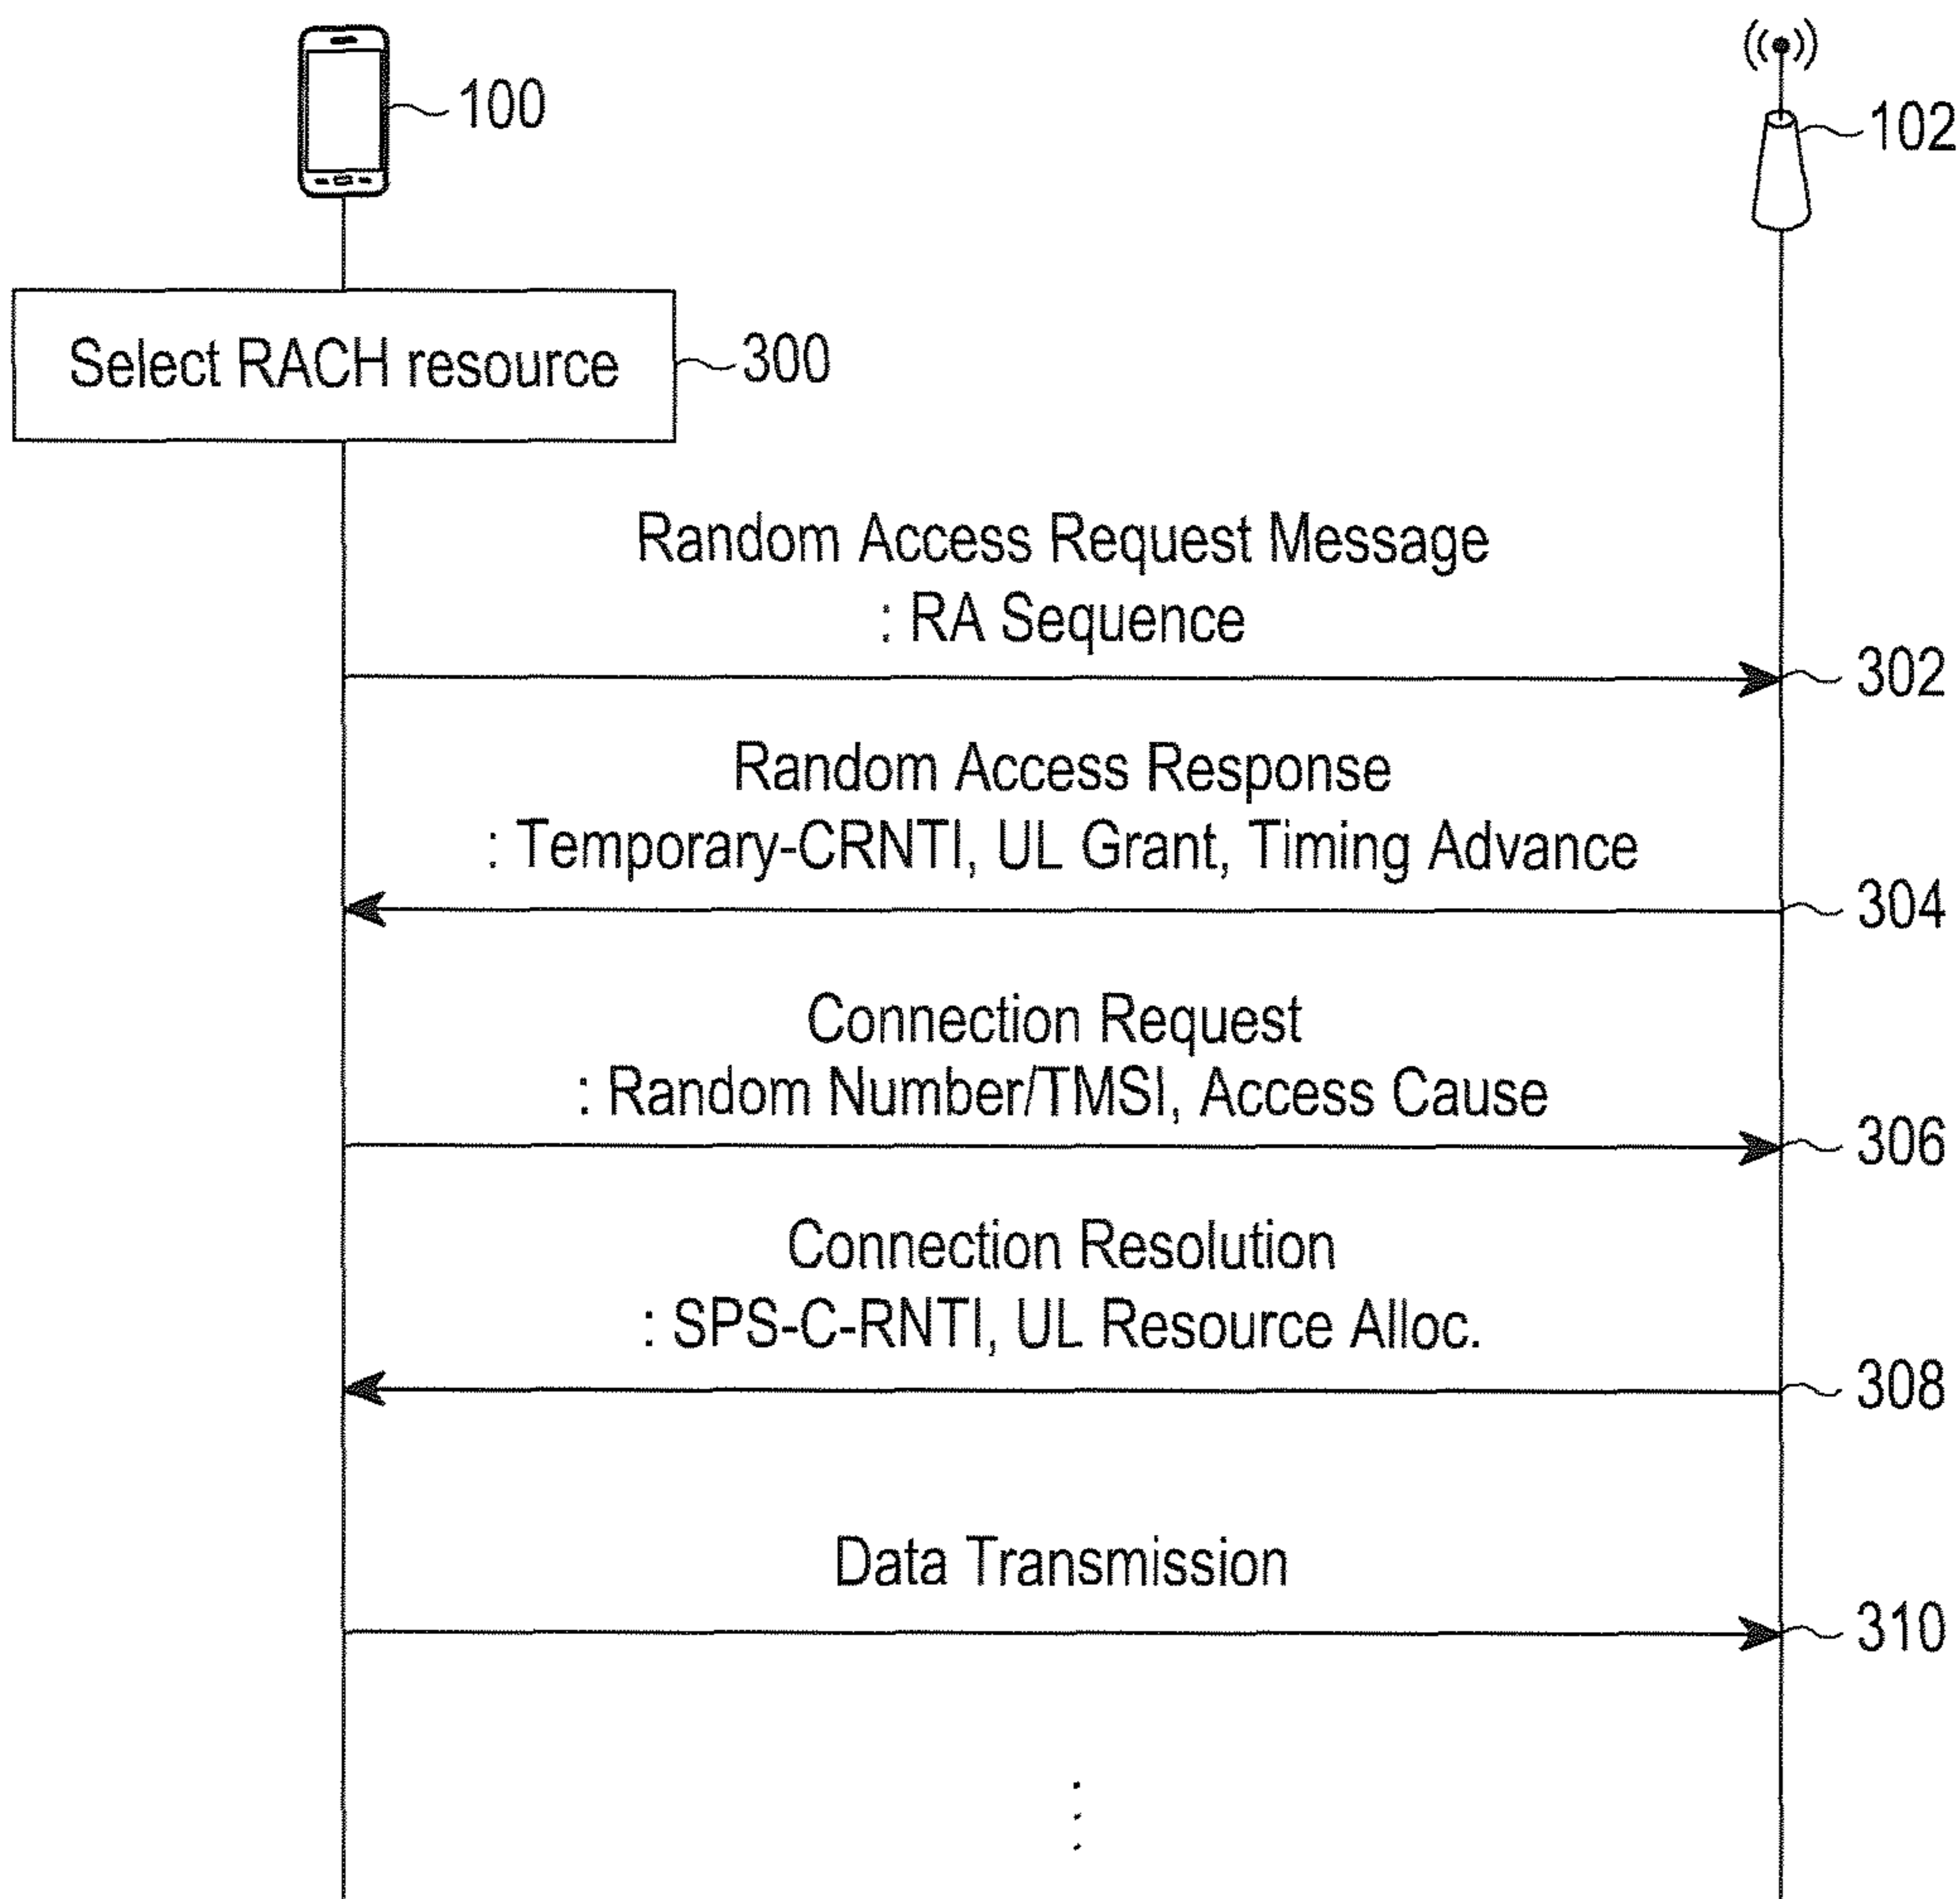 100
102
Select RACH resource
300
Random Access Request Message
: RA Sequence
302
Random Access Response
: Temporary-CRNTI, UL Grant, Timing Advance
304
Connection Request
: Random Number/TMSI, Access Cause
306
Connection Resolution
: SPS-C-RNTI, UL Resource Alloc.
308
Data Transmission
310